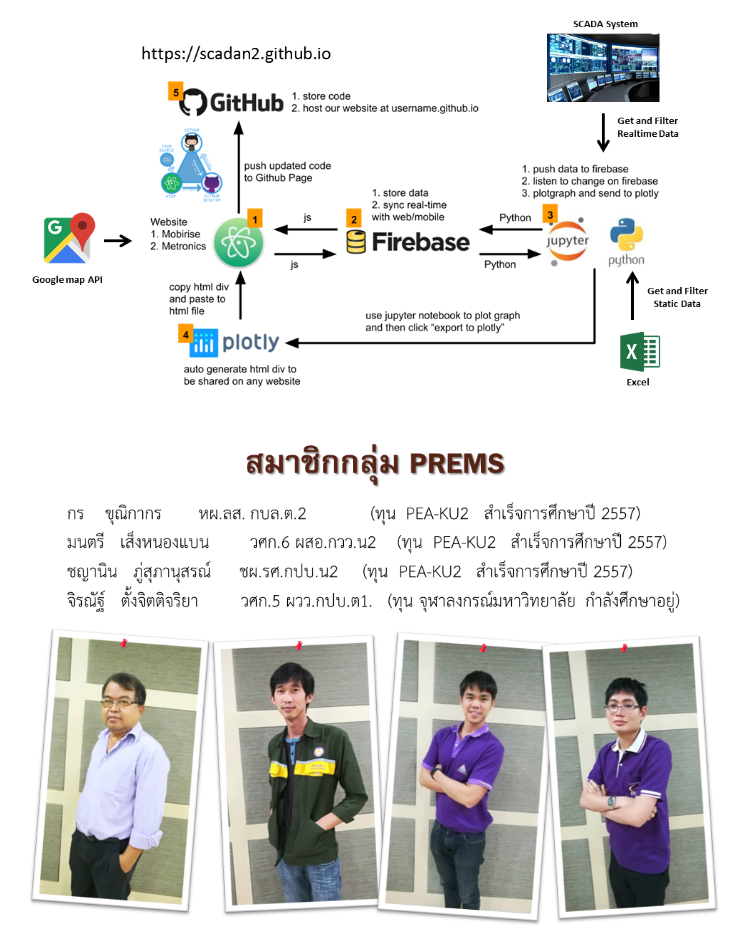 SCADA System
https://scadan2.github.io
5
GitHub
1. store code
2. host our website at username.github.io
Get and Filter
Realtime Data
push updated code
to Github Page
1. push data to firebase
2. listen to change on firebase
3. plotgraph and send to plotly
1. store data
2. sync real-time
with web/mobile
Website
1. Mobirise
2. Metronics
1
js
js
2
Firebase
Python
Python
3
jupyter
python
Google map API
copy html div
and paste to
html file
Get and Filter
Static Data
use jupyter notebook to plot graph
and then click “export to plotly”
4
plotly
auto generate html div to
be shared on any website
Excel
สมาชิกกลุ่ม PREMS
กร ขุณิกากร หผ.ลส. กบล.ต.2 (ทุน PEA-KU2 สำเร็จการศึกษาปี 2557)
มนตรี เส็งหนองแบน วศก.6 ผสอ.กวว.น2 (ทุน PEA-KU2 สำเร็จการศึกษาปี 2557)
ชญานิน ภู่สุภานุสรณ์ ชผ.รศ.กปบ.น2 (ทุน PEA-KU2 สำเร็จการศึกษาปี 2557)
จิรณัฐ์ ตั้งจิตติจริยา วศก.5 ผวว.กปบ.ต1. (ทุน จุฬาลงกรณ์มหาวิทยาลัย กำลังศึกษาอยู่)